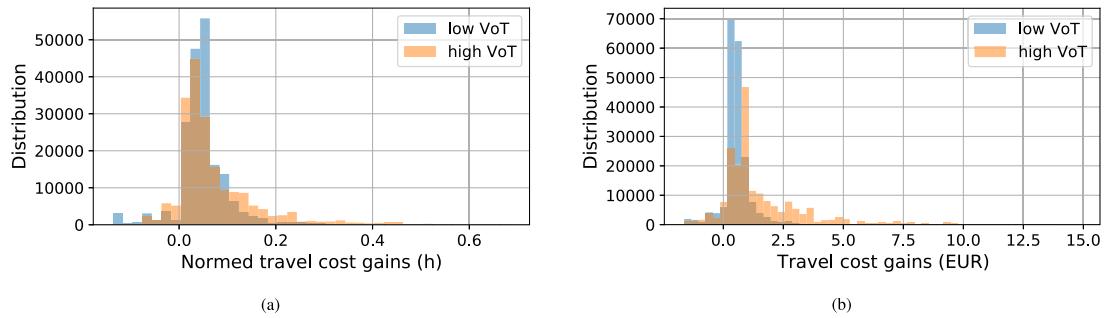 50000
40000
30000
20000
10000
0
Distribution
0.0 0.2 0.4 0.6
Normed travel cost gains (h)
low VoT
high VoT
(a)
70000
60000
50000
40000
30000
20000
10000
0
Distribution
0.0 2.5 5.0 7.5 10.0 12.5 15.0
Travel cost gains (EUR)
low VoT
high VoT
(b)